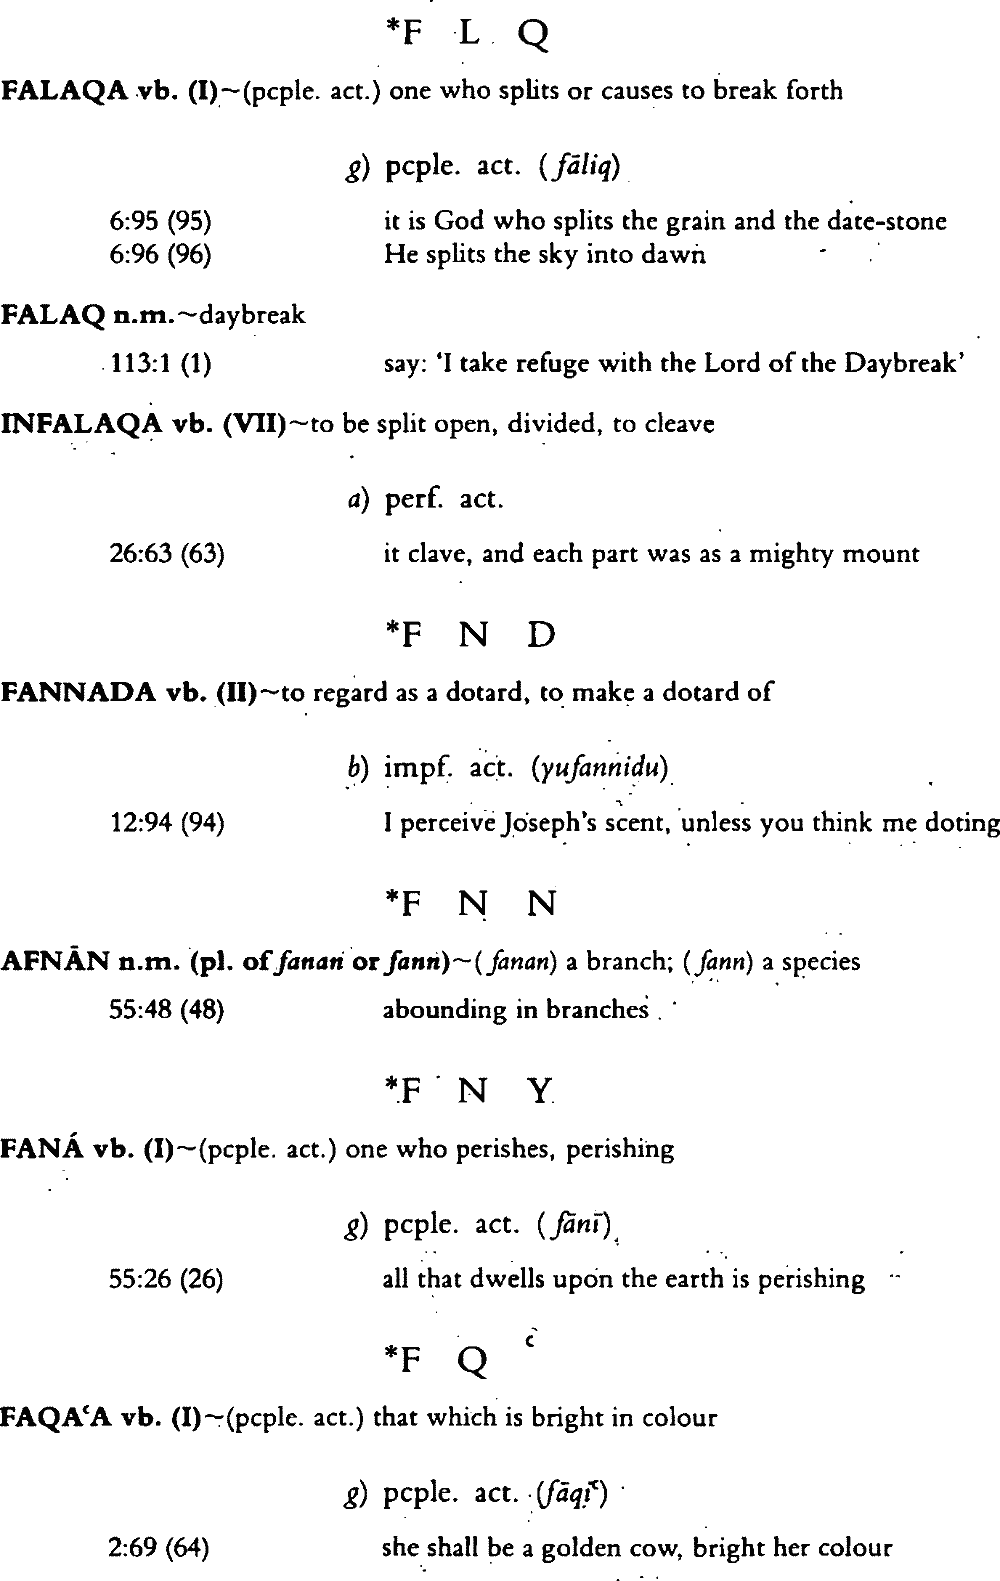 *F L Q
FALAQA vb. (I)~(pcple. act.) one who splits or causes to break forth
g) pcple. act. (fāliq)
6:95 (95) it is God who splits the grain and the date-stone
6:96 (96) He splits the sky into dawn
FALAQ n.m.~daybreak
113:1 (1) say: ‘I take refuge with the Lord of the Daybreak’
INFALAQA vb. (VII)~to be split open, divided, to cleave
a) perf. act.
26:63 (63) it clave, and each part was as a mighty mount
*F N D
FANNADA vb. (II)~to regard as a dotard, to make a dotard of
b) impf. act. (yufannidu)
12:94 (94) I perceive Joseph's scent, unless you think me doting
*F N N
AFNĀN n.m. (pl. of fanan or fann)~(fanan) a branch; (fann) a species
55:48 (48) abounding in branches
*F N Y
FANÁ vb. (I)~(pcple. act.) one who perishes, perishing
g) pcple. act. (fānī)
55:26 (26) all that dwells upon the earth is perishing
*F Q ʿ
FAQAʿA vb. (I)~(pcple. act.) that which is bright in colour
g) pcple. act. (fāqiʿ)
2:69 (64) she shall be a golden cow, bright her colour